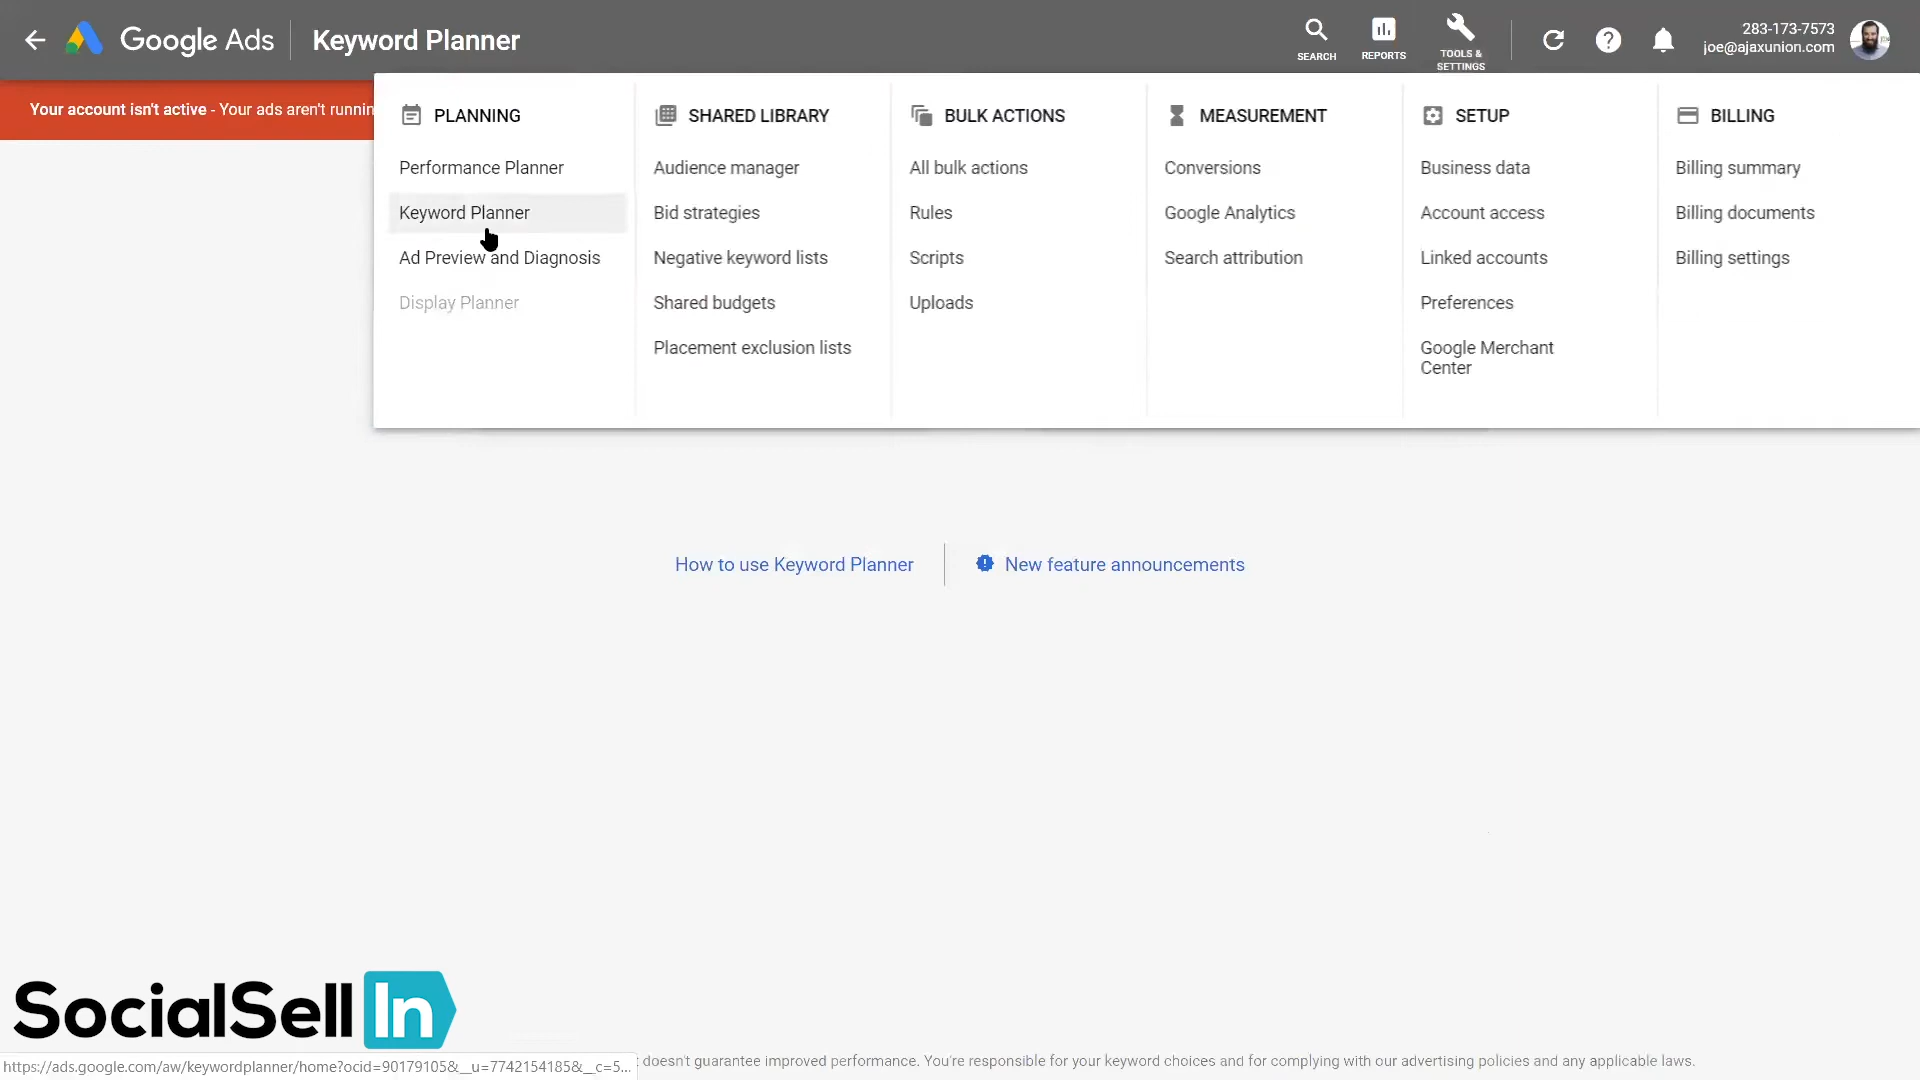 Google Ads
Keyword Planner
SEARCH
REPORTS
TOOLS &
SETTINGS
283-173-7573
joe@ajaxunion.com
Your account isn't active - Your ads aren't runnin
PLANNING
Performance Planner
Keyword Planner
Ad Preview and Diagnosis
Display Planner
SHARED LIBRARY
Audience manager
Bid strategies
Negative keyword lists
Shared budgets
Placement exclusion lists
BULK ACTIONS
All bulk actions
Rules
Scripts
Uploads
MEASUREMENT
Conversions
Google Analytics
Search attribution
SETUP
Business data
Account access
Linked accounts
Preferences
Google Merchant
Center
BILLING
Billing summary
Billing documents
Billing settings
How to use Keyword Planner
New feature announcements
SocialSell In
https://ads.google.com/aw/keywordplanner/home?ocid=90179105&__u=7742154185&__c=5...
doesn't guarantee improved performance. You're responsible for your keyword choices and for complying with our advertising policies and any applicable laws.